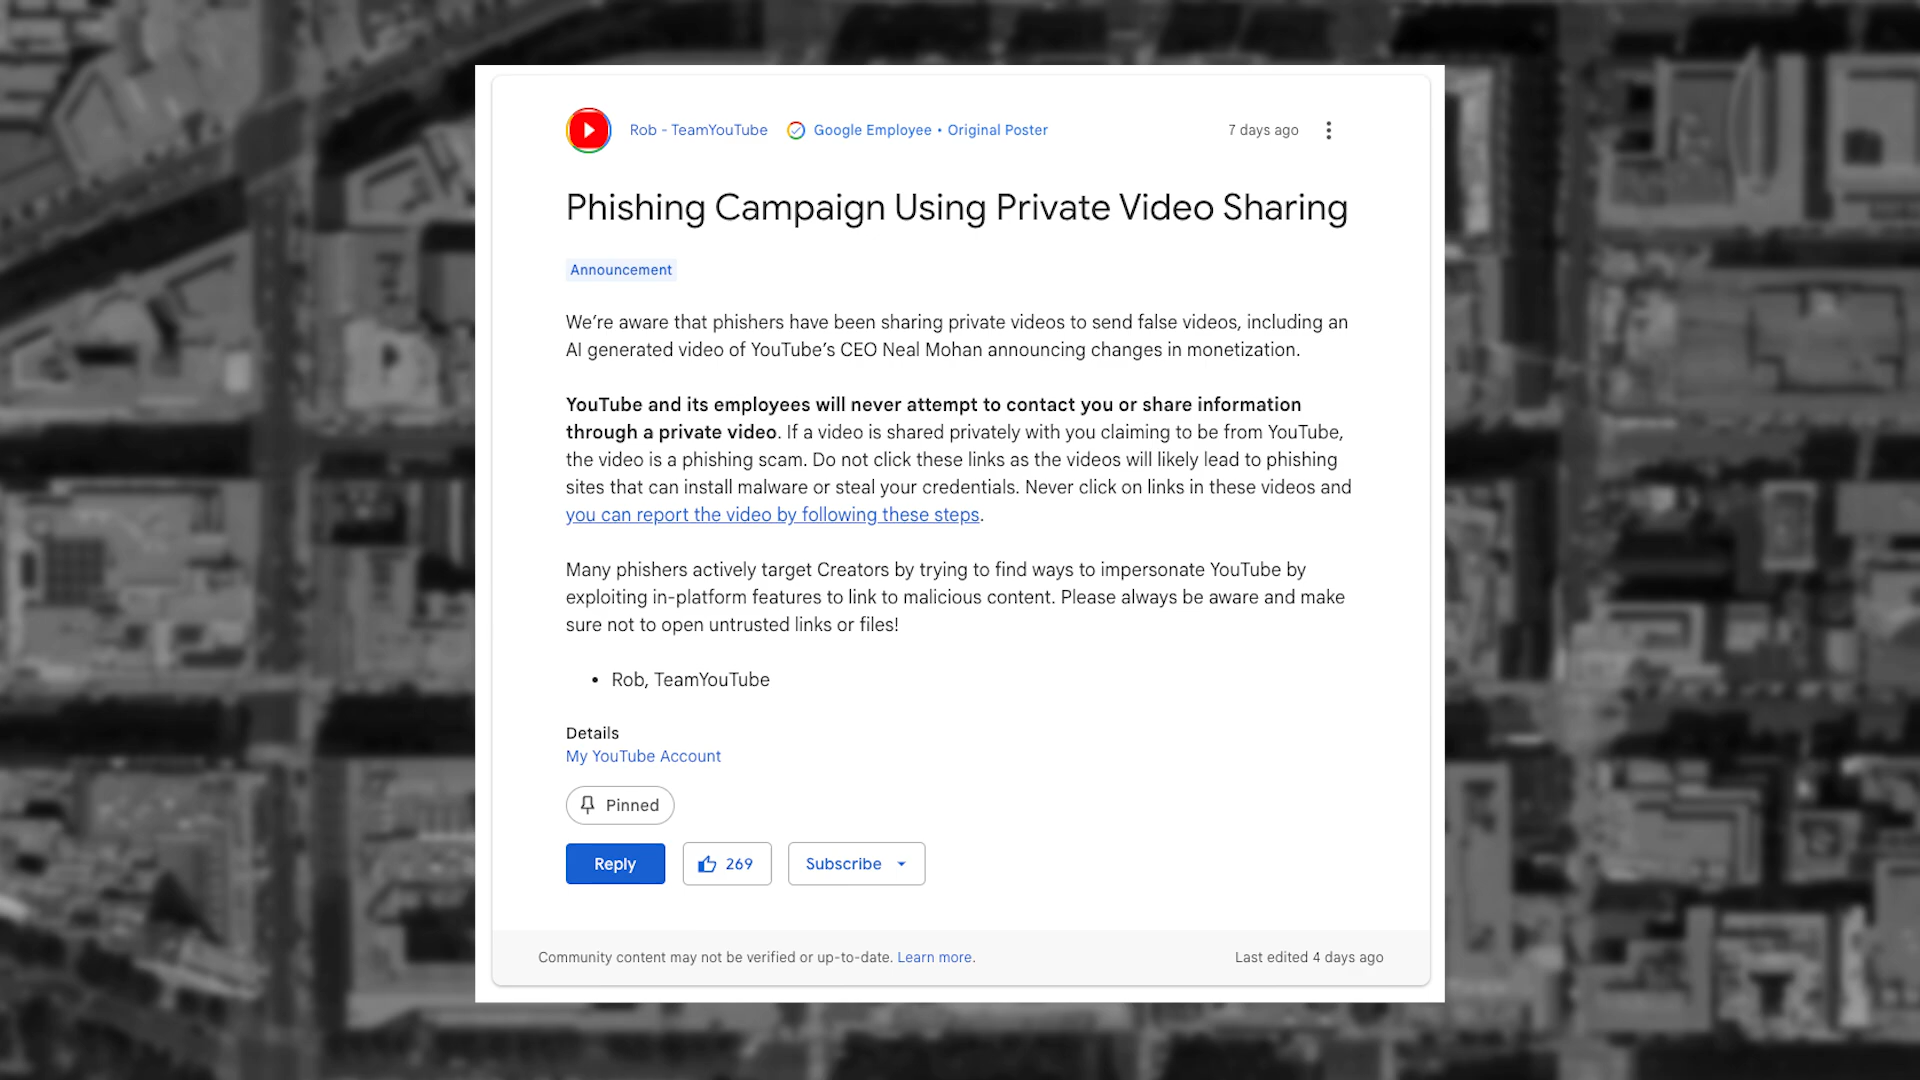 Rob - TeamYouTube Google Employee • Original Poster 7 days ago
Phishing Campaign Using Private Video Sharing
Announcement
We’re aware that phishers have been sharing private videos to send false videos, including an
AI generated video of YouTube’s CEO Neal Mohan announcing changes in monetization.
YouTube and its employees will never attempt to contact you or share information
through a private video. If a video is shared privately with you claiming to be from YouTube,
the video is a phishing scam. Do not click these links as the videos will likely lead to phishing
sites that can install malware or steal your credentials. Never click on links in these videos and
you can report the video by following these steps.
Many phishers actively target Creators by trying to find ways to impersonate YouTube by
exploiting in-platform features to link to malicious content. Please always be aware and make
sure not to open untrusted links or files!
• Rob, TeamYouTube
Details
My YouTube Account
Pinned
Reply 269 Subscribe
Community content may not be verified or up-to-date. Learn more. Last edited 4 days ago